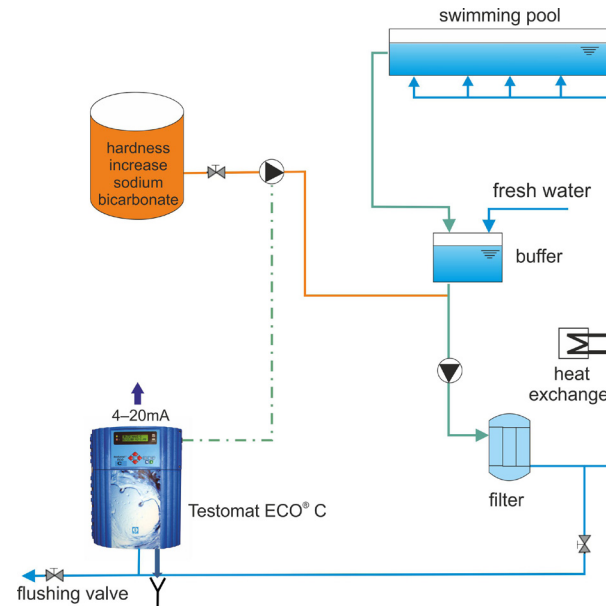 swimming pool
hardness
increase
sodium
bicarbonate
fresh water
buffer
heat
exchange
4–20mA
Testomat ECO® C
filter
flushing valve